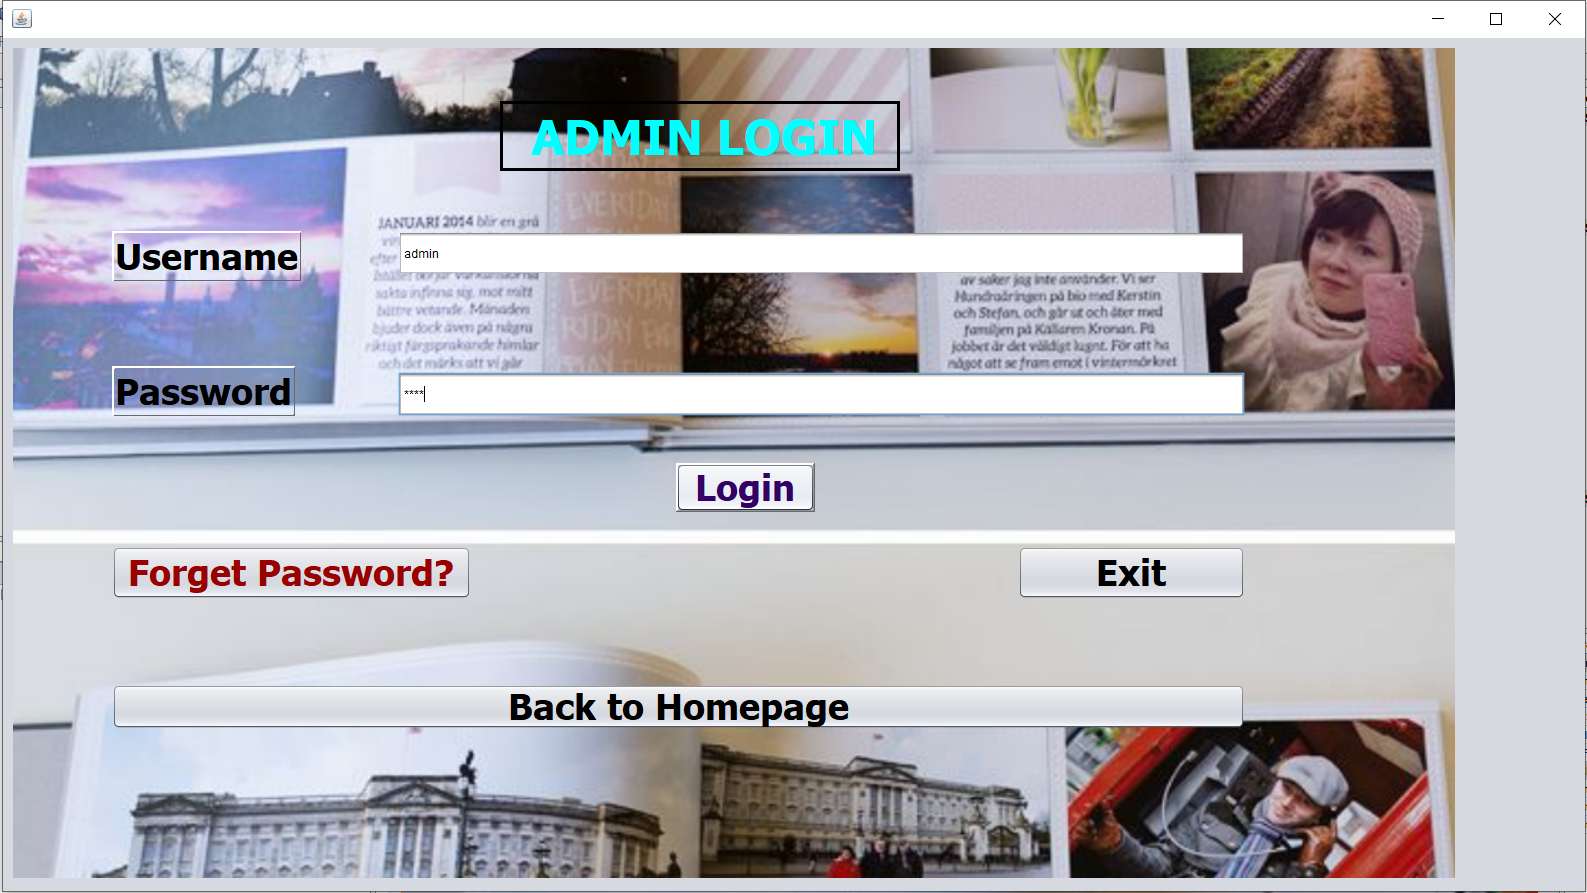 ADMIN LOGIN
EVERYDAY
JANUARI 2014 blir en grå
Username
admin
efter
av saker jag inte använder. Vi ser
sakta infinna sig, mot mitt
Hundraåringen på bio med Kerstin
bättre vetande. Månaden
och Stefan, och går ut och äter med
bjuder dock även på några
familjen på Källaren Kronan. På
riktigt färgsprakande himlar
jobbet är det väldigt lugnt. För att ha
och det märks att vi går
något att se fram emot i vintermörkret
Password
****
Login
Forget Password?
Exit
Back to Homepage